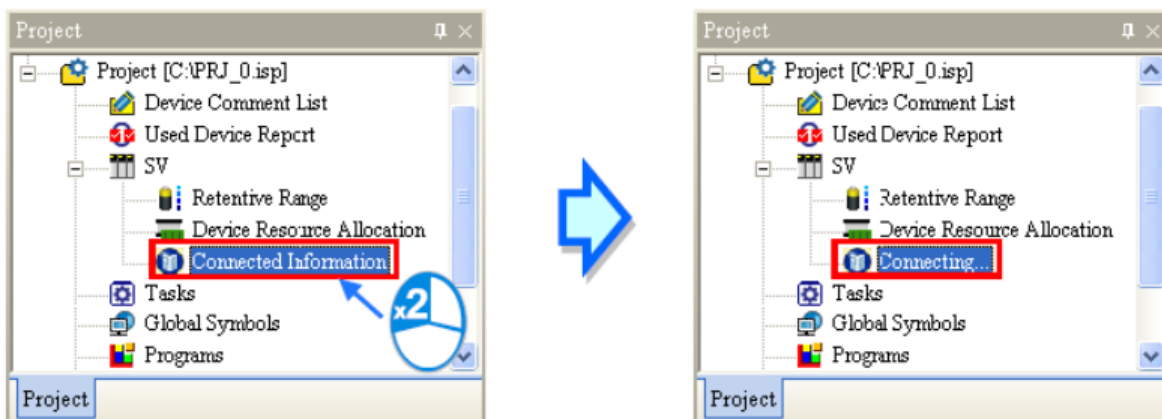 Project
Project [C:\PRJ_0.isp]
Device Comment List
Used Device Report
SV
Retentive Range
Device Resource Allocation
Connected Information
x2
Tasks
Global Symbols
Programs
Project
Project
Project [C:\PRJ_0.isp]
Device Comment List
Used Device Report
SV
Retentive Range
Device Resource Allocation
Connecting...
Tasks
Global Symbols
Programs
Project